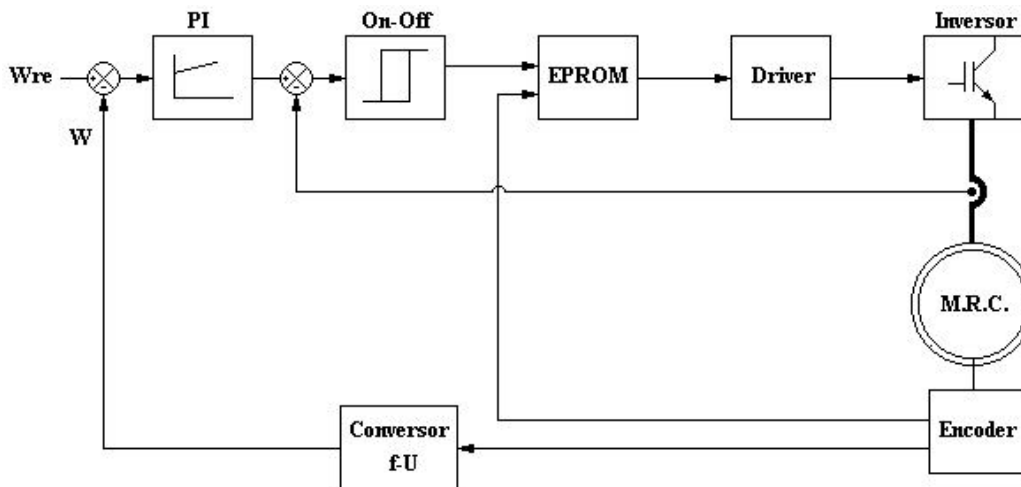 PI
On-Off
Inversor
Wre
EPROM
Driver
W
M.R.C.
Conversor
f-U
Encoder